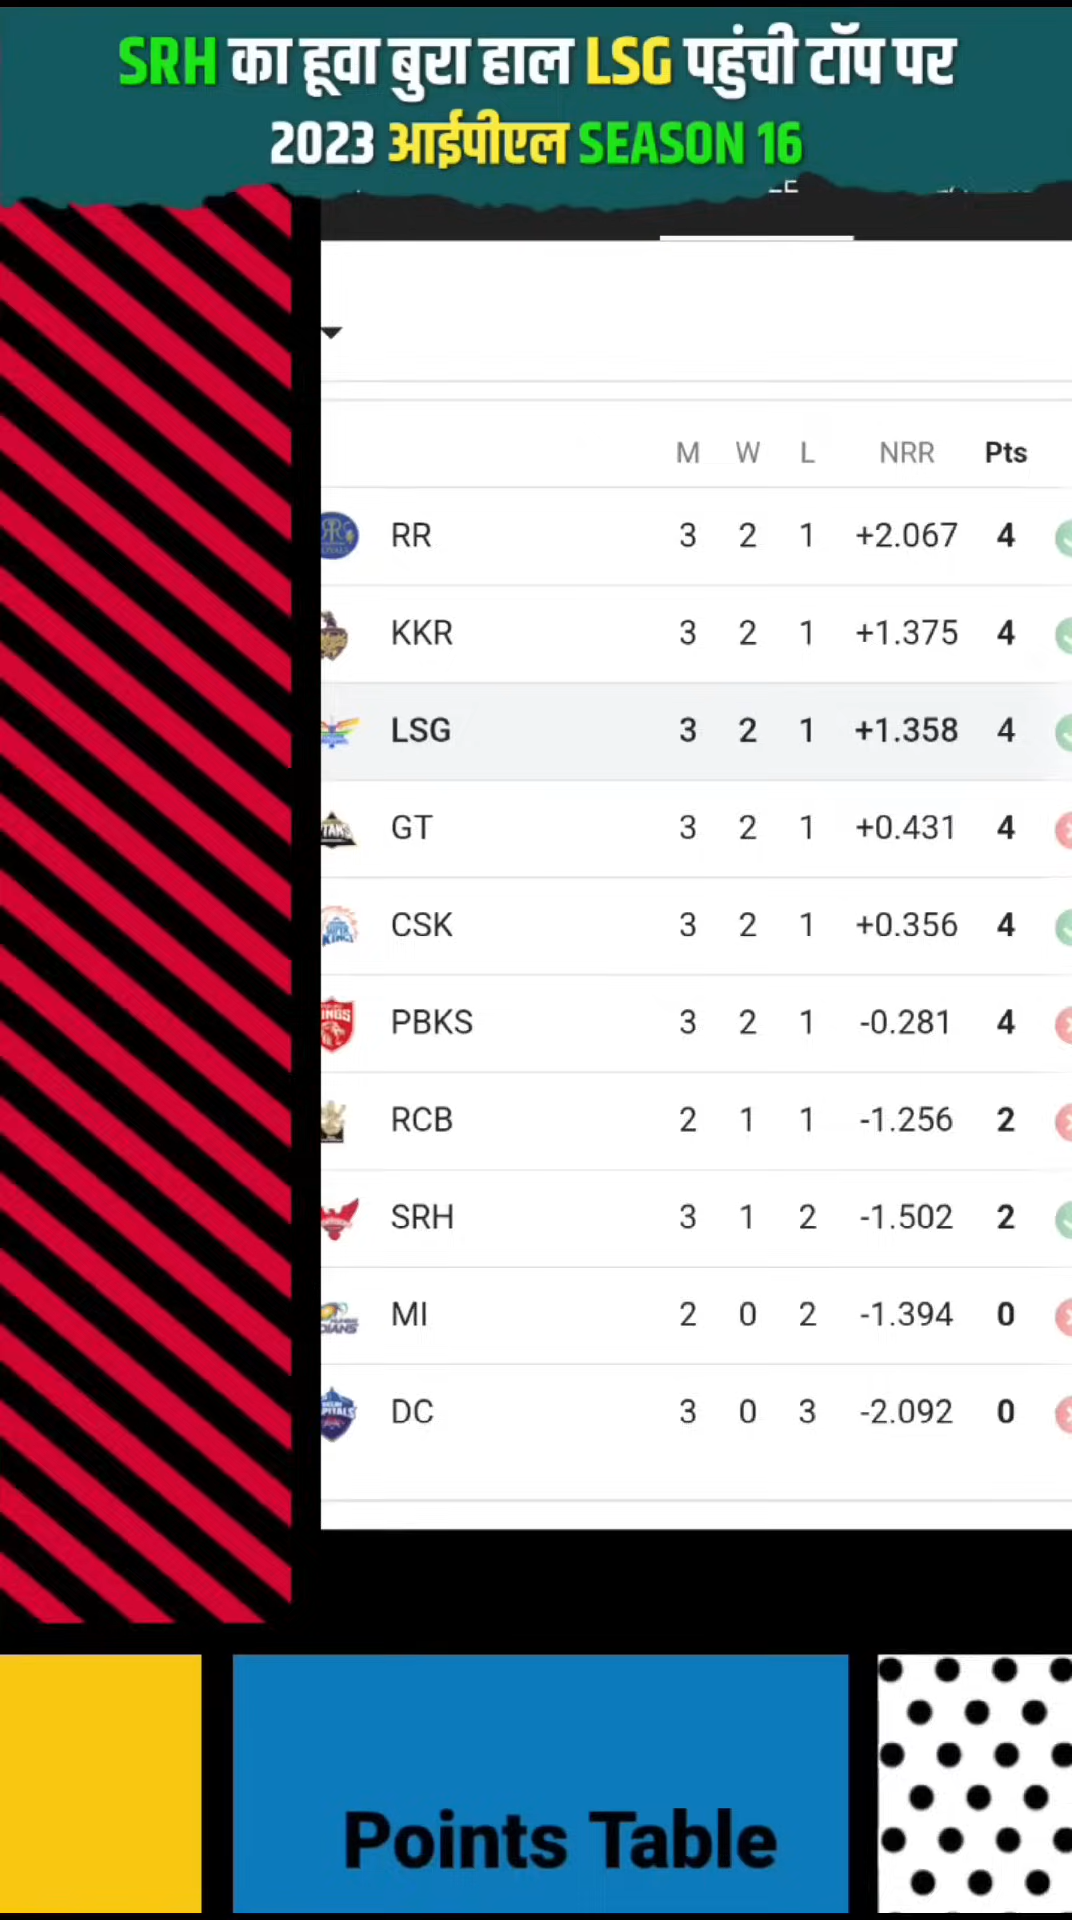 SRH का हूवा बुरा हाल LSG पहुंची टॉप पर
2023 आईपीएल SEASON 16
M W L NRR Pts
RR 3 2 1 +2.067 4
KKR 3 2 1 +1.375 4
LSG 3 2 1 +1.358 4
GT 3 2 1 +0.431 4
CSK 3 2 1 +0.356 4
PBKS 3 2 1 -0.281 4
RCB 2 1 1 -1.256 2
SRH 3 1 2 -1.502 2
MI 2 0 2 -1.394 0
DC 3 0 3 -2.092 0
Points Table